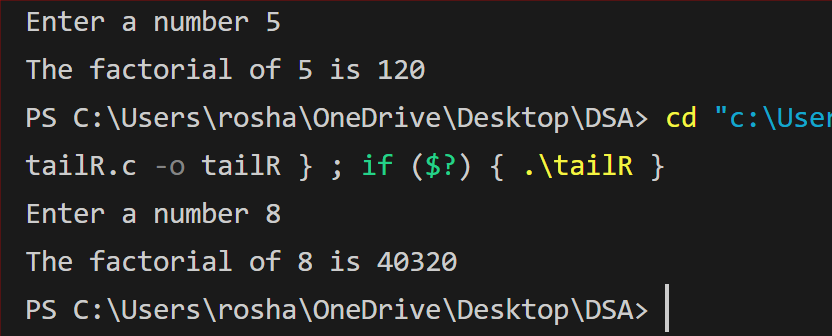 Enter a number 5
The factorial of 5 is 120
PS C:\Users\rosha\OneDrive\Desktop\DSA> cd "c:\User
tailR.c -o tailR } ; if ($?) { .\tailR }
Enter a number 8
The factorial of 8 is 40320
PS C:\Users\rosha\OneDrive\Desktop\DSA>